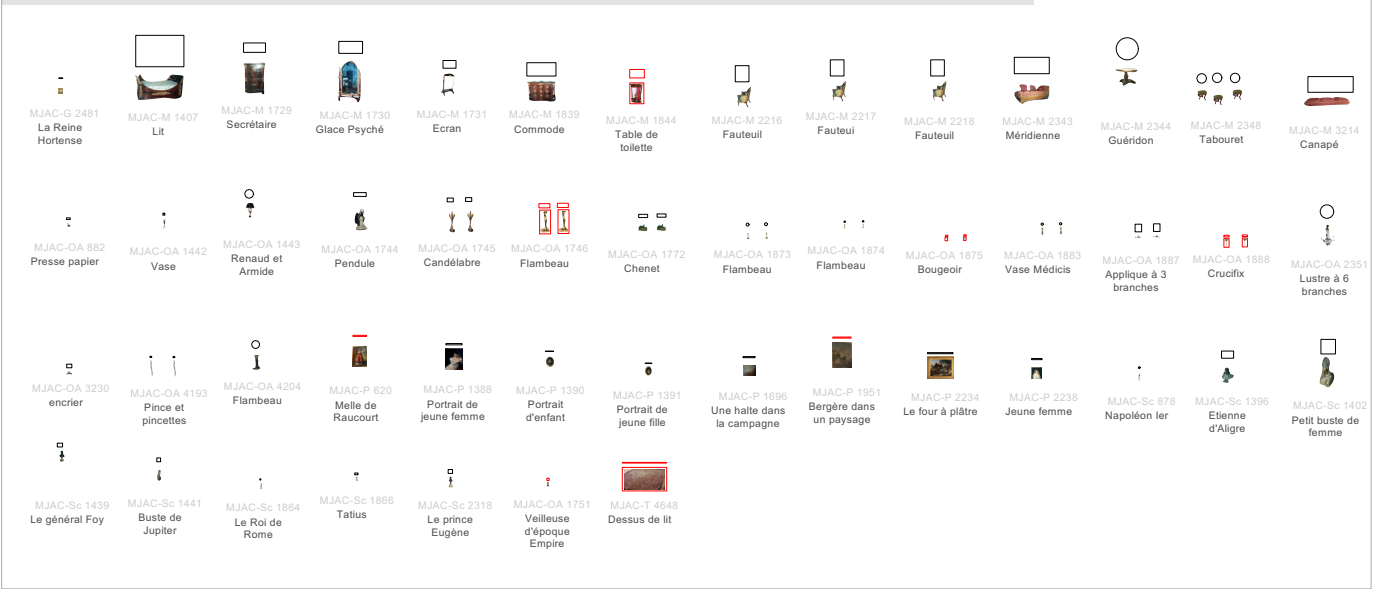 MJAC-G 2481
La Reine
Hortense
MJAC-M 1407
Lit
MJAC-M 1729
Secrétaire
MJAC-M 1730
Glace Psyché
MJAC-M 1731
Ecran
MJAC-M 1839
Commode
MJAC-M 1844
Table de
toilette
MJAC-M 2216
Fauteuil
MJAC-M 2217
Fauteui
MJAC-M 2218
Fauteuil
MJAC-M 2343
Méridienne
MJAC-M 2344
Guéridon
MJAC-M 2348
Tabouret
MJAC-M 3214
Canapé
MJAC-OA 882
Presse papier
MJAC-OA 1442
Vase
MJAC-OA 1443
Renaud et
Armide
MJAC-OA 1744
Pendule
MJAC-OA 1745
Candélabre
MJAC-OA 1746
Flambeau
MJAC-OA 1772
Chenet
MJAC-OA 1873
Flambeau
MJAC-OA 1874
Flambeau
MJAC-OA 1875
Bougeoir
MJAC-OA 1883
Vase Médicis
MJAC-OA 1887
Applique à 3
branches
MJAC-OA 1888
Crucifix
MJAC-OA 2351
Lustre à 6
branches
MJAC-OA 3230
encrier
MJAC-OA 4193
Pince et
pincettes
MJAC-OA 4204
Flambeau
MJAC-P 620
Melle de
Raucourt
MJAC-P 1388
Portrait de
jeune femme
MJAC-P 1390
Portrait
d'enfant
MJAC-P 1391
Portrait de
jeune fille
MJAC-P 1696
Une halte dans
la campagne
MJAC-P 1951
Bergère dans
un paysage
MJAC-P 2234
Le four à plâtre
MJAC-P 2238
Jeune femme
MJAC-Sc 878
Napoléon Ier
MJAC-Sc 1396
Etienne
d'Aligre
MJAC-Sc 1402
Petit buste de
femme
MJAC-Sc 1439
Le général Foy
MJAC-Sc 1441
Buste de
Jupiter
MJAC-Sc 1864
Le Roi de
Rome
MJAC-Sc 1866
Tatius
MJAC-Sc 2318
Le prince
Eugène
MJAC-OA 1751
Veilleuse
d'époque
Empire
MJAC-T 4648
Dessus de lit